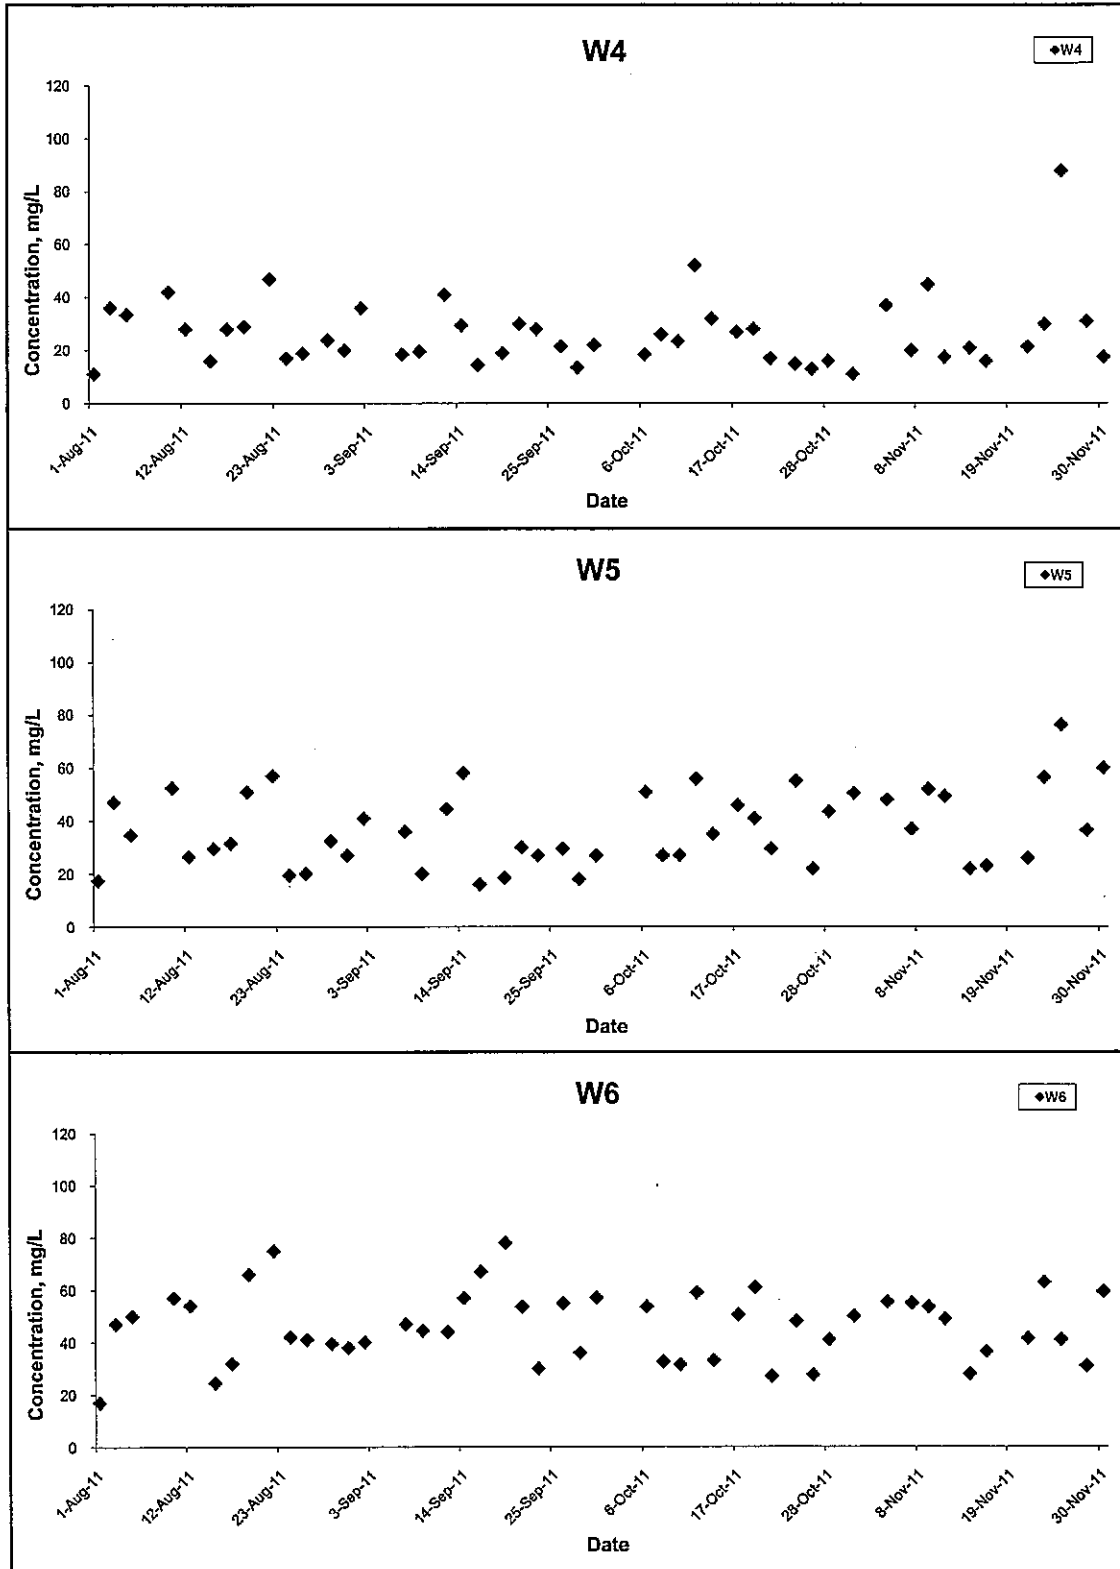 W4
◆W4
120
100
80
60
40
20
0
Concentration, mg/L
1-Aug-11 12-Aug-11 23-Aug-11 3-Sep-11 14-Sep-11 25-Sep-11 6-Oct-11 17-Oct-11 28-Oct-11 8-Nov-11 19-Nov-11 30-Nov-11
Date
W5
◆W5
120
100
80
60
40
20
0
Concentration, mg/L
1-Aug-11 12-Aug-11 23-Aug-11 3-Sep-11 14-Sep-11 25-Sep-11 6-Oct-11 17-Oct-11 28-Oct-11 8-Nov-11 19-Nov-11 30-Nov-11
Date
W6
◆W6
120
100
80
60
40
20
0
Concentration, mg/L
1-Aug-11 12-Aug-11 23-Aug-11 3-Sep-11 14-Sep-11 25-Sep-11 6-Oct-11 17-Oct-11 28-Oct-11 8-Nov-11 19-Nov-11 30-Nov-11
Date